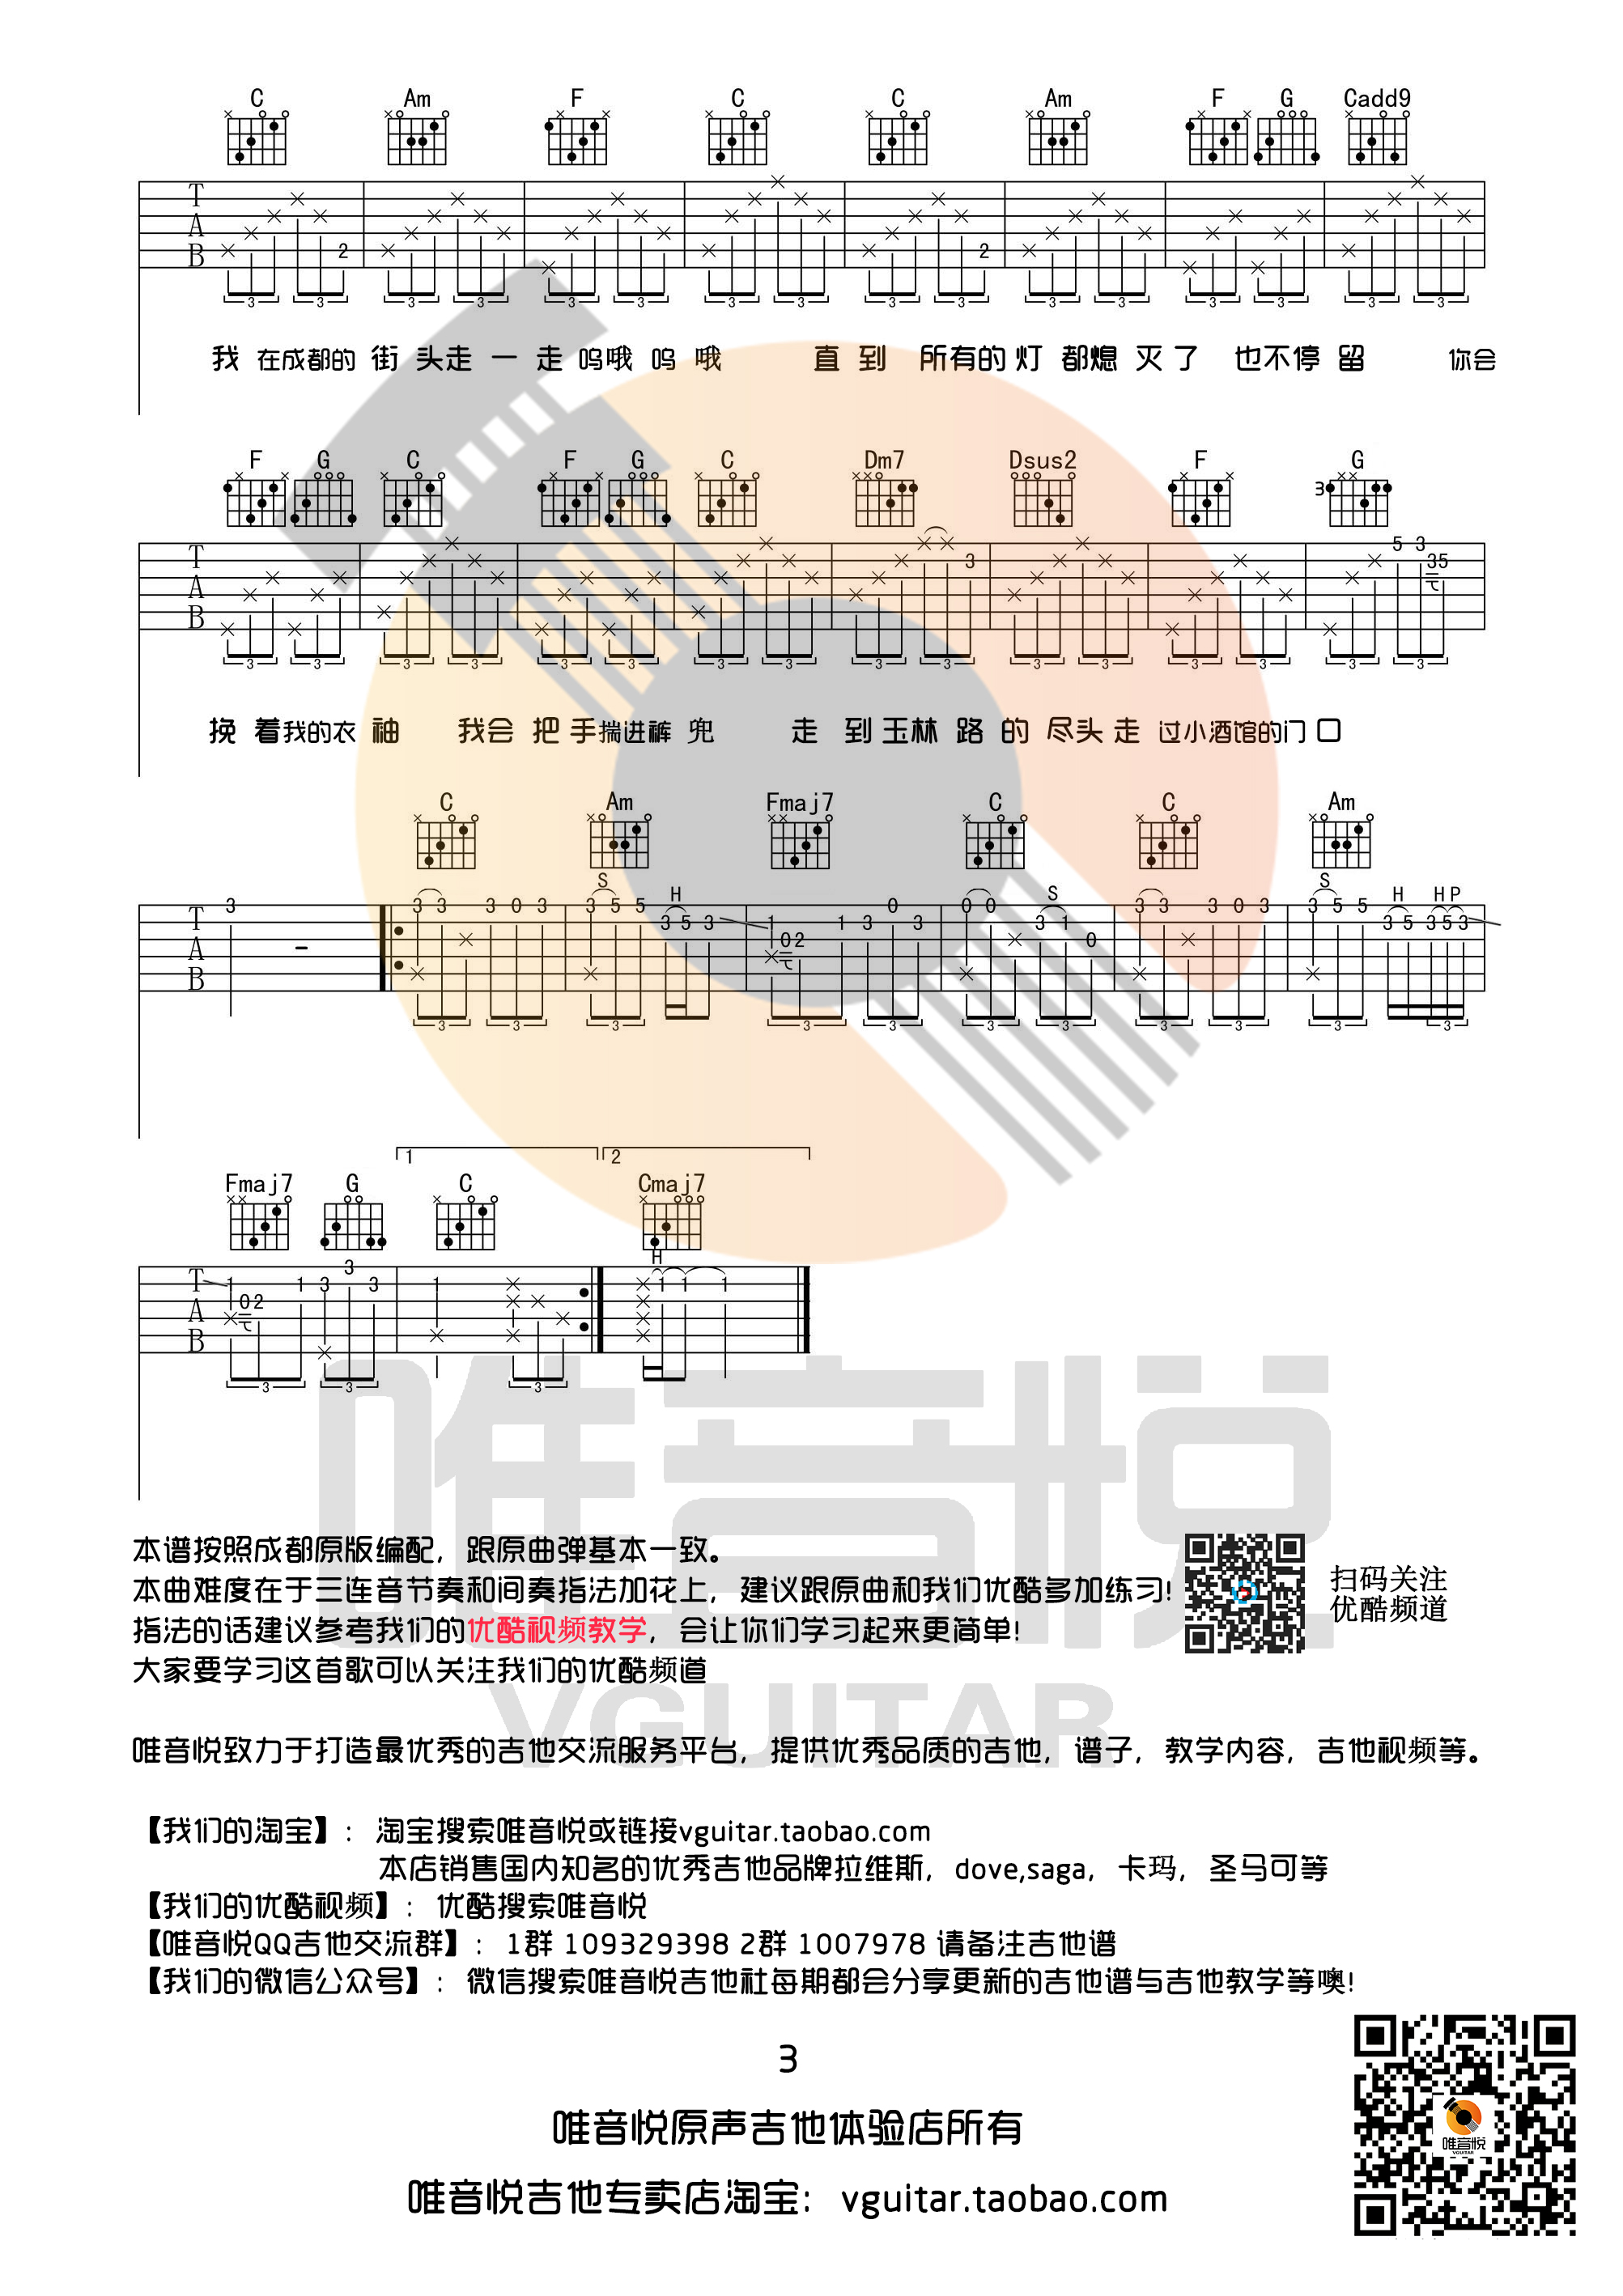 C Am F C C Am F G Cadd9
T A B 2 2
3 3 3 3 3 3 3 3 3 3 3 3 3 3 3 3
我 在成都的 街 头走 一 走 呜哦 呜 哦 直 到 所有的 灯 都熄 灭 了 也不停 留 你会
F G C F G C Dm7 Dsus2 F G
3
T A B 3 5 3 35
3 3 3 3 3 3 3 3 3 3 3 3 3 3 3 3
挽 着我的衣 袖 我会 把 手揣进裤 兜 走 到玉林 路 的 尽头 走 过小酒馆的门 口
C Am Fmaj7 C C Am
S H S S H H P
T A B 3 - 3 3 3 0 3 3 5 5 3 5 3 1 0 2 1 3 0 3 0 0 3 1 0 3 3 3 0 3 3 5 5 3 5 3 5 3
3 3 3 3 3 3 3 3 3 3 3
1 2
Fmaj7 G C Cmaj7
H
T A B 1 0 2 1 3 3 3 1 1 1 1
3 3 3
唯音悦
VGUITAR
本谱按照成都原版编配，跟原曲弹基本一致。
本曲难度在于三连音节奏和间奏指法加花上，建议跟原曲和我们优酷多加练习!
指法的话建议参考我们的优酷视频教学，会让你们学习起来更简单!
大家要学习这首歌可以关注我们的优酷频道
扫码关注
优酷频道
唯音悦致力于打造最优秀的吉他交流服务平台，提供优秀品质的吉他，谱子，教学内容，吉他视频等。
【我们的淘宝】：淘宝搜索唯音悦或链接vguitar.taobao.com
本店销售国内知名的优秀吉他品牌拉维斯，dove,saga，卡玛，圣马可等
【我们的优酷视频】：优酷搜索唯音悦
【唯音悦QQ吉他交流群】：1群 109329398 2群 1007978 请备注吉他谱
【我们的微信公众号】：微信搜索唯音悦吉他社每期都会分享更新的吉他谱与吉他教学等噢!
3
唯音悦原声吉他体验店所有
唯音悦吉他专卖店淘宝：vguitar.taobao.com
唯音悦
VGUITAR